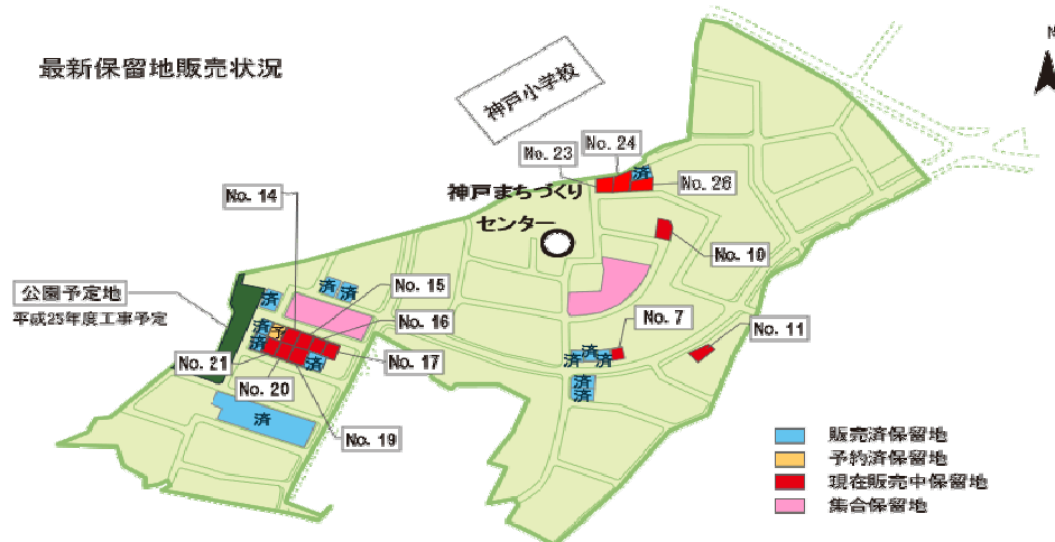 最新保留地販売状況
N
神戸小学校
No. 24
No. 23
済
No. 26
神戸まちづくり
センター
No. 14
No. 10
公園予定地
平成25年度工事予定
済
済
済
No. 15
No. 16
No. 7
No. 11
済
予
済
済
No. 21
No. 20
No. 17
済
済
済
済
済
済
No. 19
販売済保留地
予約済保留地
現在販売中保留地
集合保留地